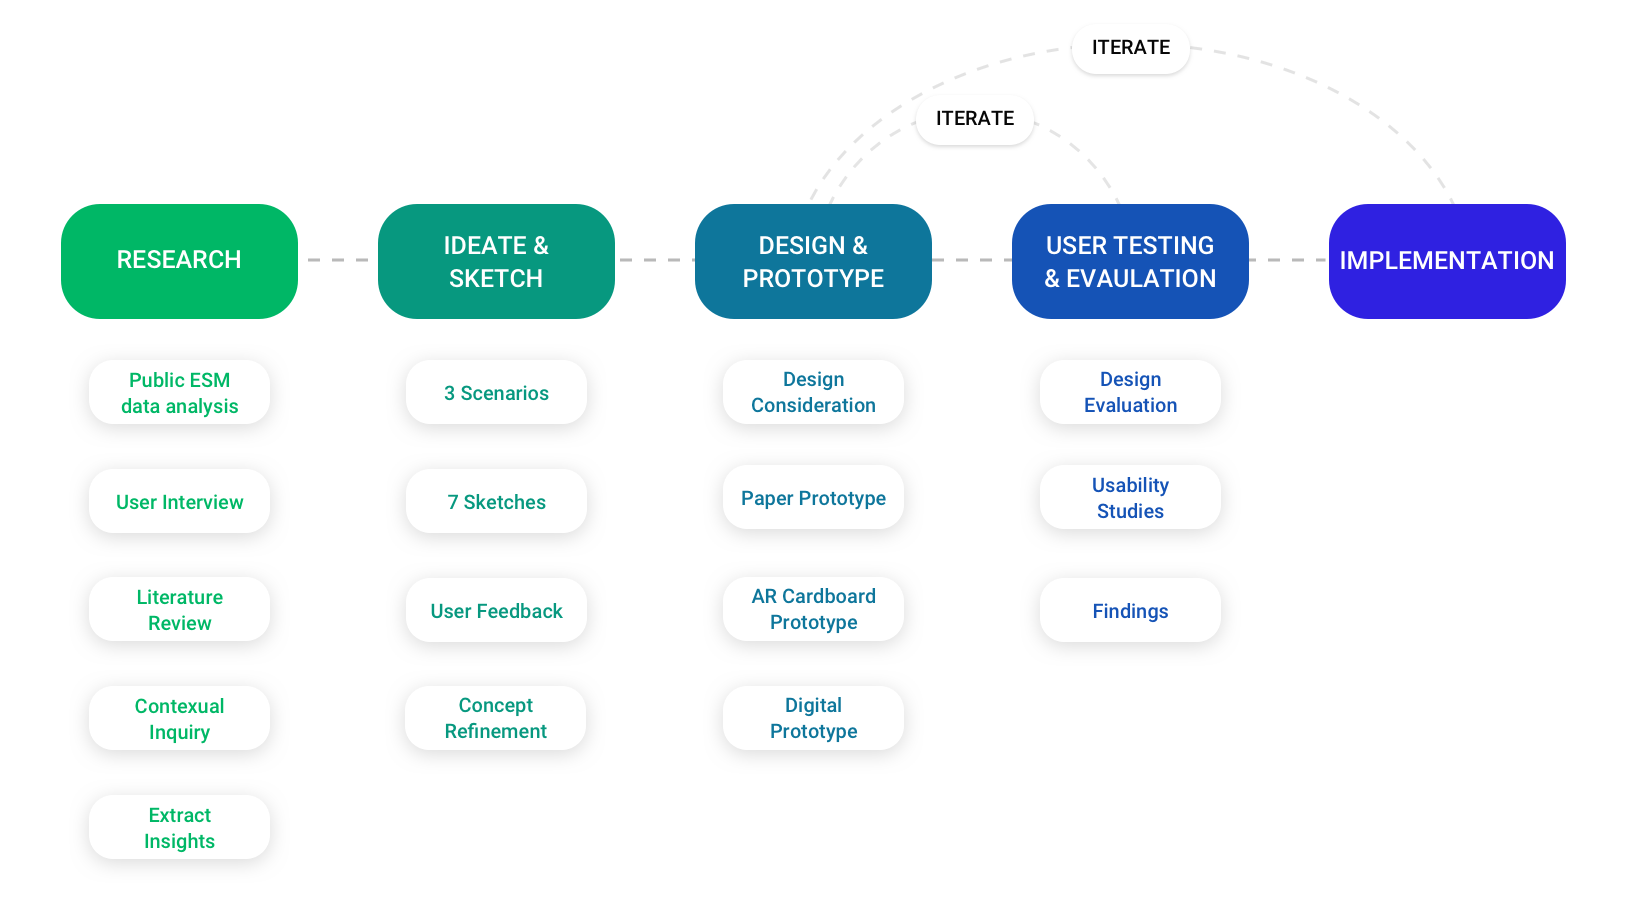 ITERATE
ITERATE
RESEARCH
IDEATE &
SKETCH
DESIGN &
PROTOTYPE
USER TESTING
& EVAULATION
IMPLEMENTATION
Public ESM
data analysis
User Interview
Literature
Review
Contexual
Inquiry
Extract
Insights
3 Scenarios
7 Sketches
User Feedback
Concept
Refinement
Design
Consideration
Paper Prototype
AR Cardboard
Prototype
Digital
Prototype
Design
Evaluation
Usability
Studies
Findings